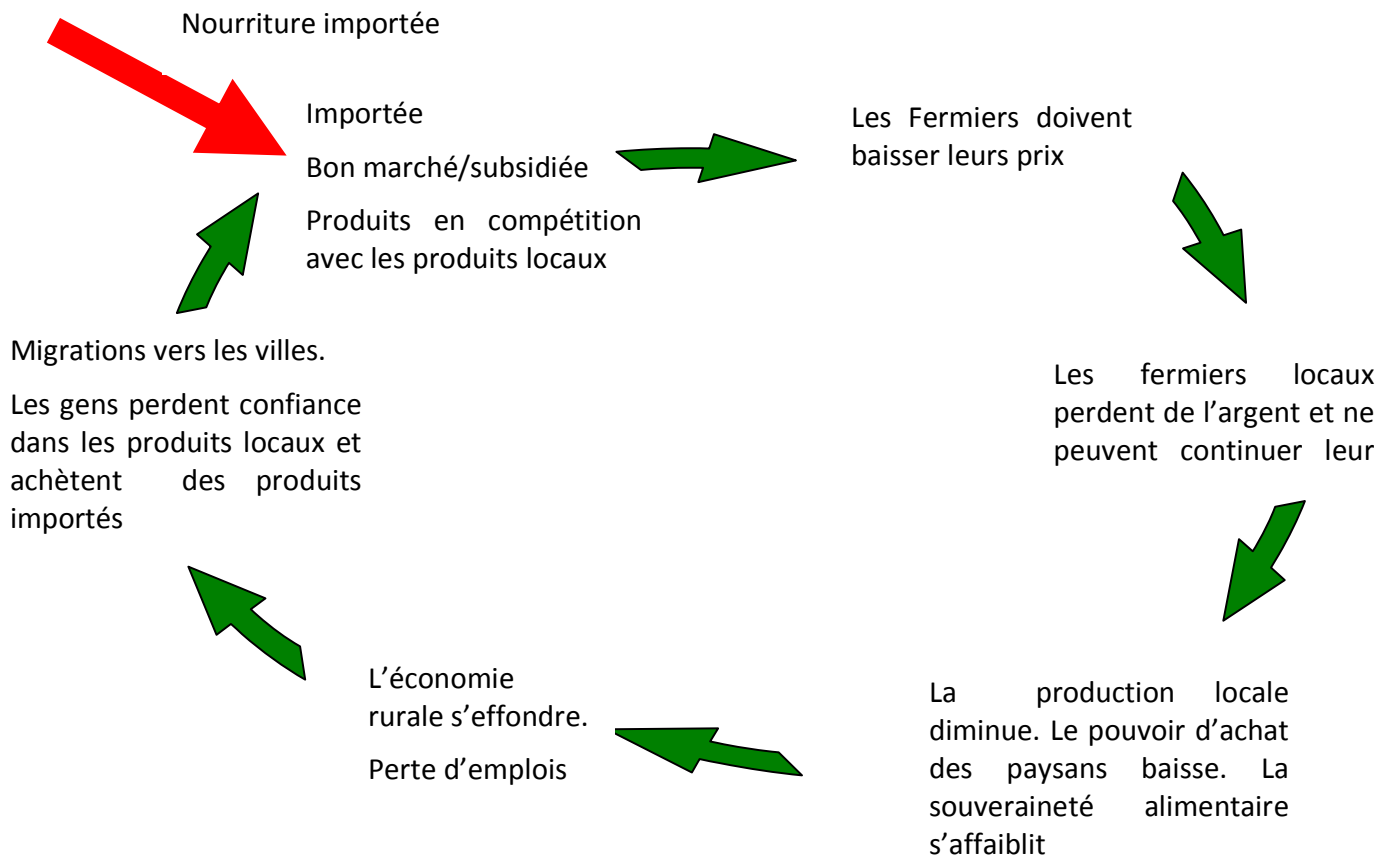 Nourriture importée
Importée
Bon marché/subsidiée
Produits en compétition
avec les produits locaux
Les Fermiers doivent
baisser leurs prix
Les fermiers locaux
perdent de l’argent et ne
peuvent continuer leur
La production locale
diminue. Le pouvoir d’achat
des paysans baisse. La
souveraineté alimentaire
s’affaiblit
L’économie
rurale s’effondre.
Perte d’emplois
Migrations vers les villes.
Les gens perdent confiance
dans les produits locaux et
achètent des produits
importés